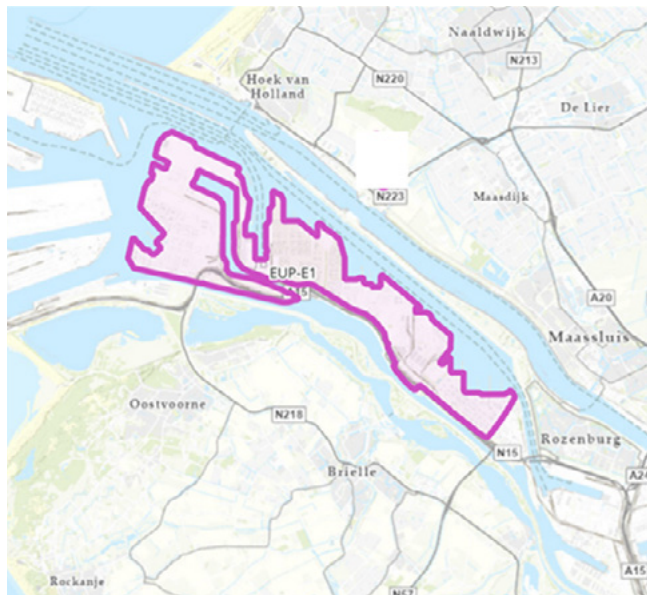 Naaldwijk
N213
N220
Hoek van
Holland
De Lier
N223
Maasdijk
EUP-E1
A20
Maassluis
Oostvoorne
N218
Rozenburg
N15
Brielle
A15
Rockanje
N57